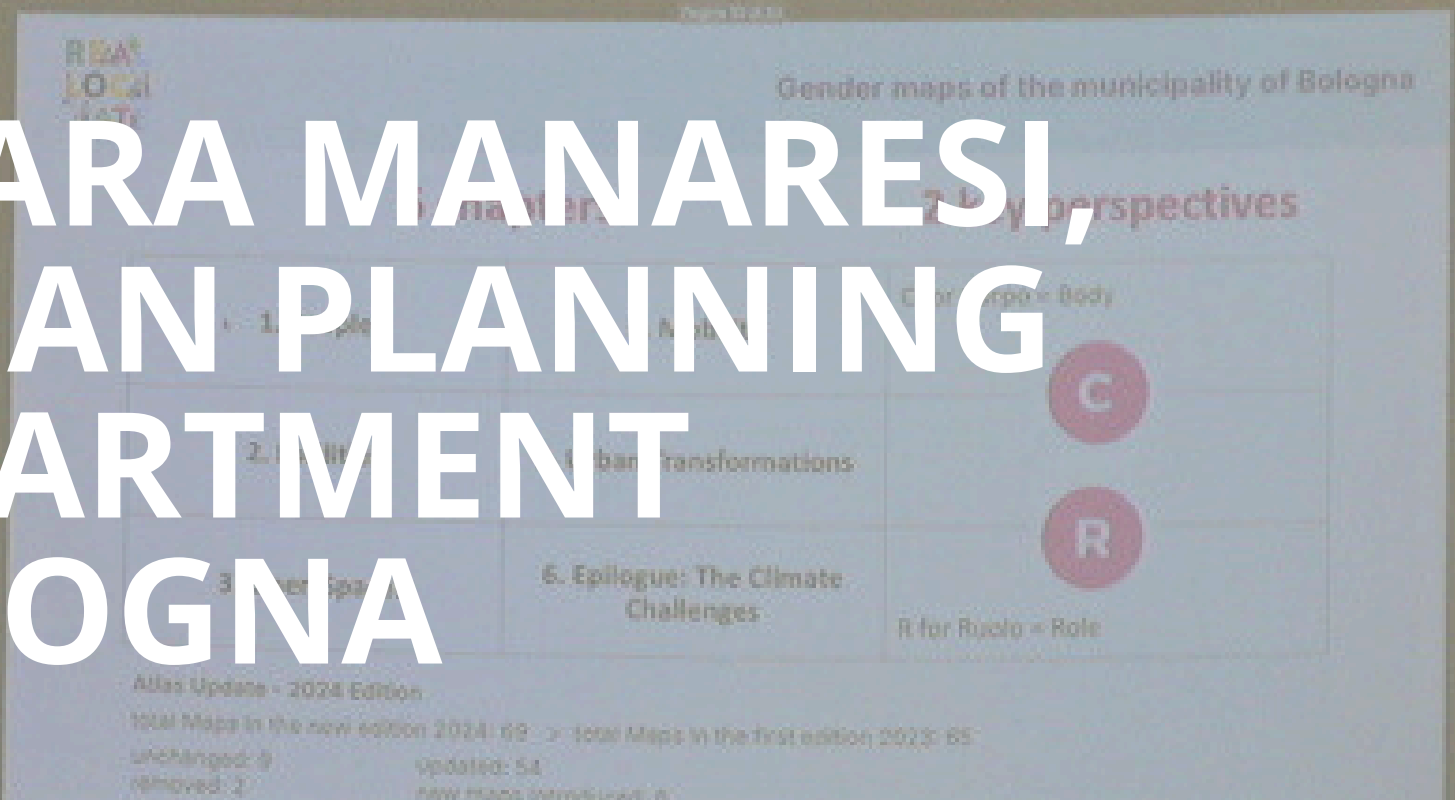 Gender maps of the municipality of Bologna
ARA MANARESI,
AN PLANNING
ARTMENT
OGNA
2 key perspectives
Body
C
Urban Transformations
R
6. Epilogue: The Climate
Challenges
R for Ruolo = Role
Atlas Update - 2024 Edition
total Maps in the new edition 2024: 69 > total Maps in the first edition 2023: 65
unchanged: 9
updated: 54
removed: 2